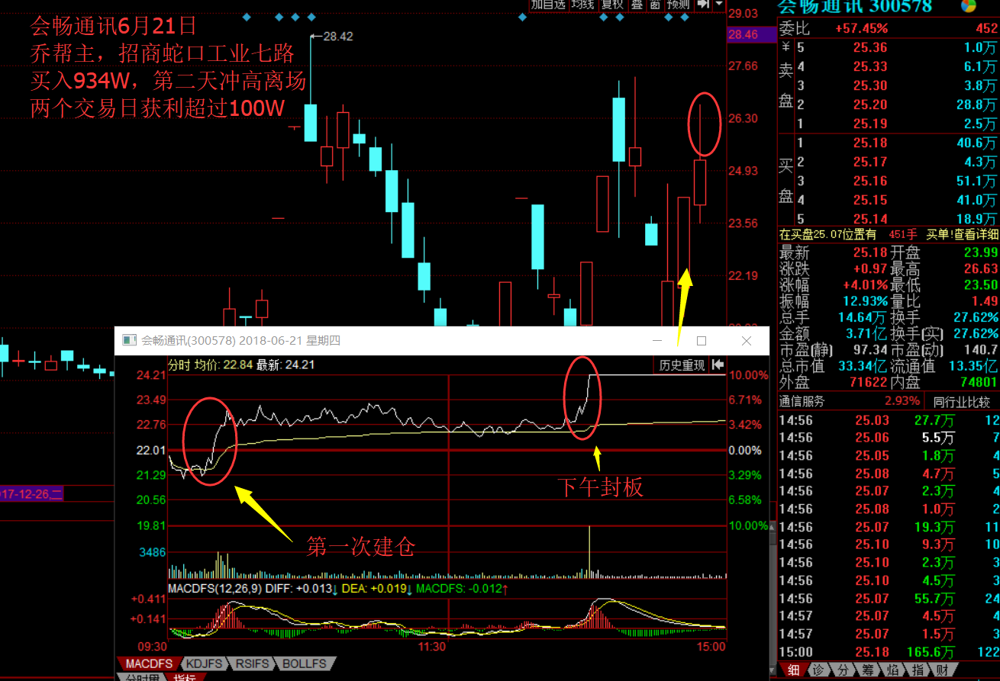 会畅通讯6月21日
乔帮主，招商蛇口工业七路
买入934W，第二天冲高离场
两个交易日获利超过100W
加自选 均线 复权 叠 窗 预测
←28.42
29.03
28.46
27.66
26.30
24.93
23.56
22.19
17-12-26,二
会畅通讯(300578) 2018-06-21 星期四
分时 均价: 22.84 最新: 24.21
历史重现
24.21
23.49
22.76
22.01
21.29
20.56
19.81
3486
10.00%
6.71%
3.42%
0.00%
3.29%
6.58%
10.00%
第一次建仓
下午封板
MACDFS(12,26,9) DIFF: +0.013↓ DEA: +0.019↓ MACDFS: -0.012↑
+0.411
+0.141
09:30 11:30 15:00
MACDFS KDJFS RSIFS BOLLFS
分时男 指标
会畅通讯 300578
委比 +57.45% 452
卖盘
¥ 5 25.36 1.0万
4 25.33 6.1万
3 25.30 3.8万
2 25.20 28.8万
1 25.19 2.5万
买盘
1 25.18 40.6万
2 25.17 4.3万
3 25.16 51.1万
4 25.15 41.0万
5 25.14 18.9万
在买盘25.07位置有 451手 买单!查看详细
最新 25.18 开盘 23.99
涨跌 +0.97 最高 26.63
涨幅 +4.01% 最低 23.50
振幅 12.93% 量比 1.49
总手 14.64万 换手 27.62%
金额 3.71亿 换手(实) 27.62%
市盈(静) 97.34 市盈(动) 140.7
总市值 33.34亿 流通值 13.35亿
外盘 71622 内盘 74801
通信服务 2.93% 同行业比较
14:56 25.03 27.7万 12
14:56 25.06 5.5万 7
14:56 25.05 1.8万 4
14:56 25.08 4.7万 5
14:56 25.07 2.3万 4
14:56 25.08 1.0万 2
14:56 25.07 19.3万 11
14:56 25.10 9.3万 10
14:56 25.10 2.3万 3
14:56 25.10 4.5万 3
14:56 25.07 55.7万 24
14:57 25.07 4.5万 4
14:57 25.07 1.5万 3
15:00 25.18 165.6万 122
细 诊 分 筹 焰 指 财